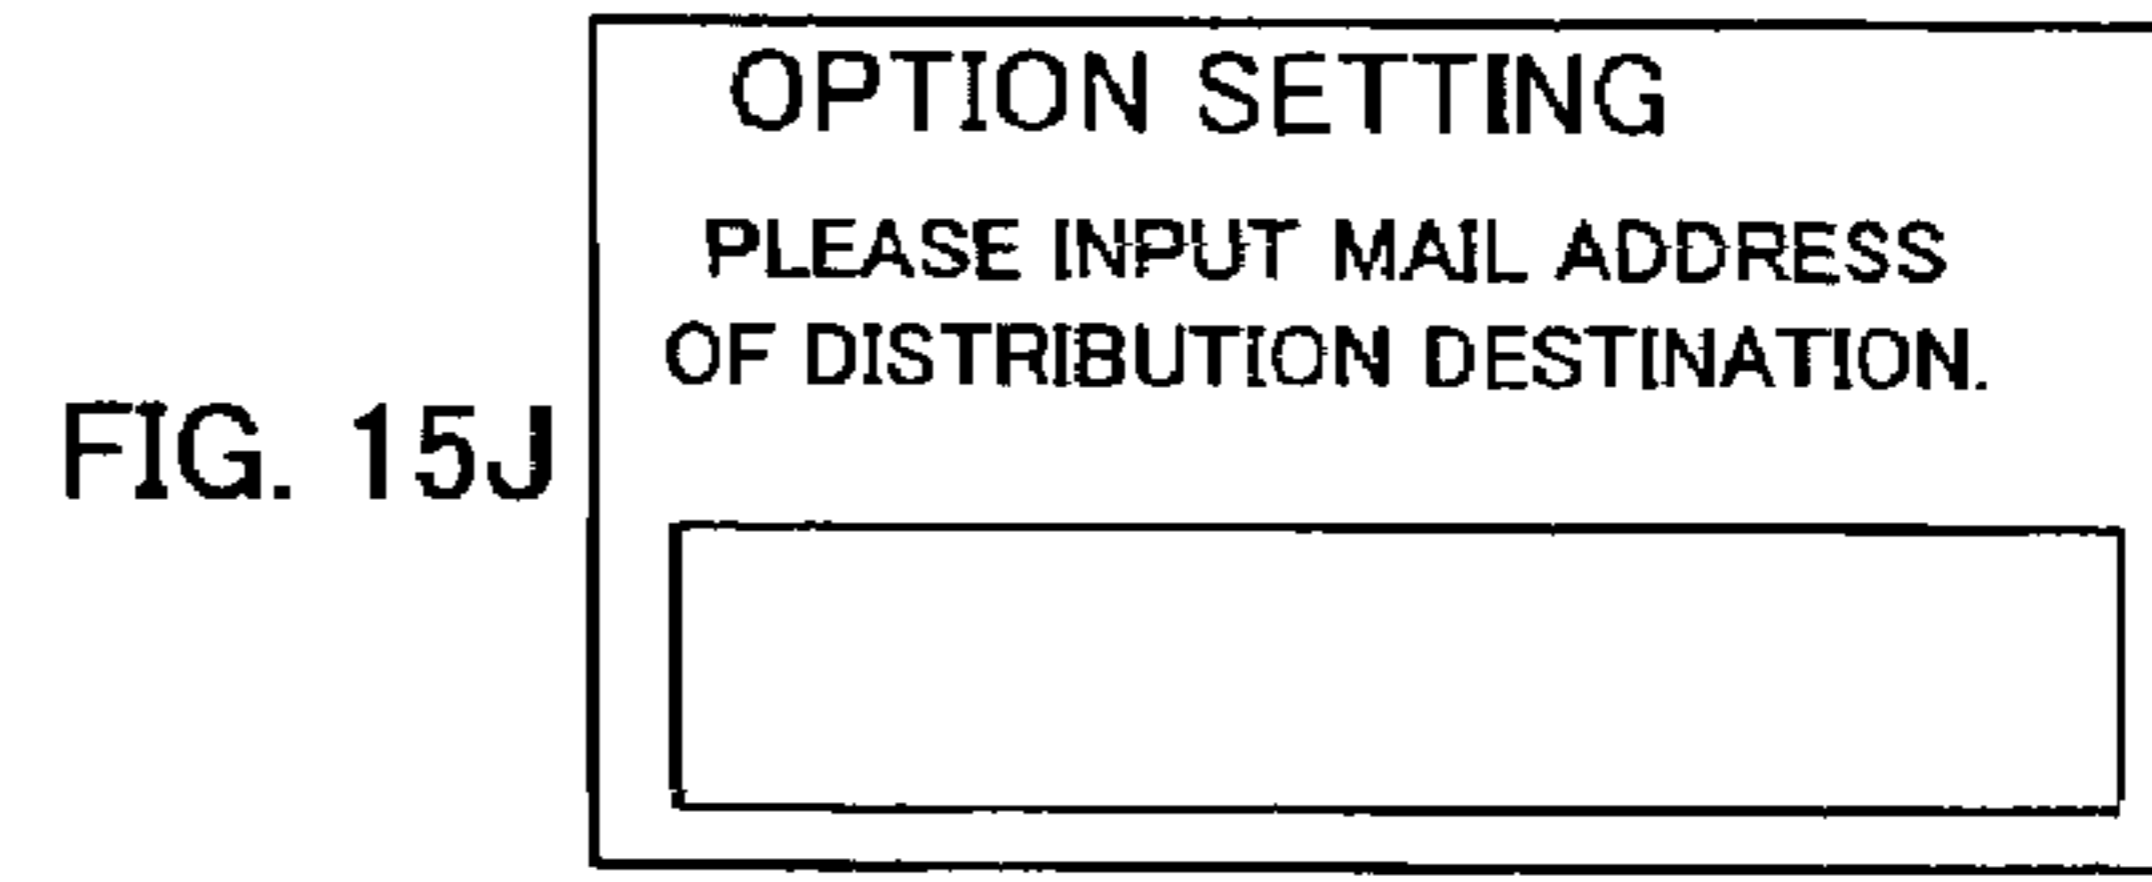 OPTION SETTING
PLEASE INPUT MAIL ADDRESS
OF DISTRIBUTION DESTINATION.
FIG. 15J